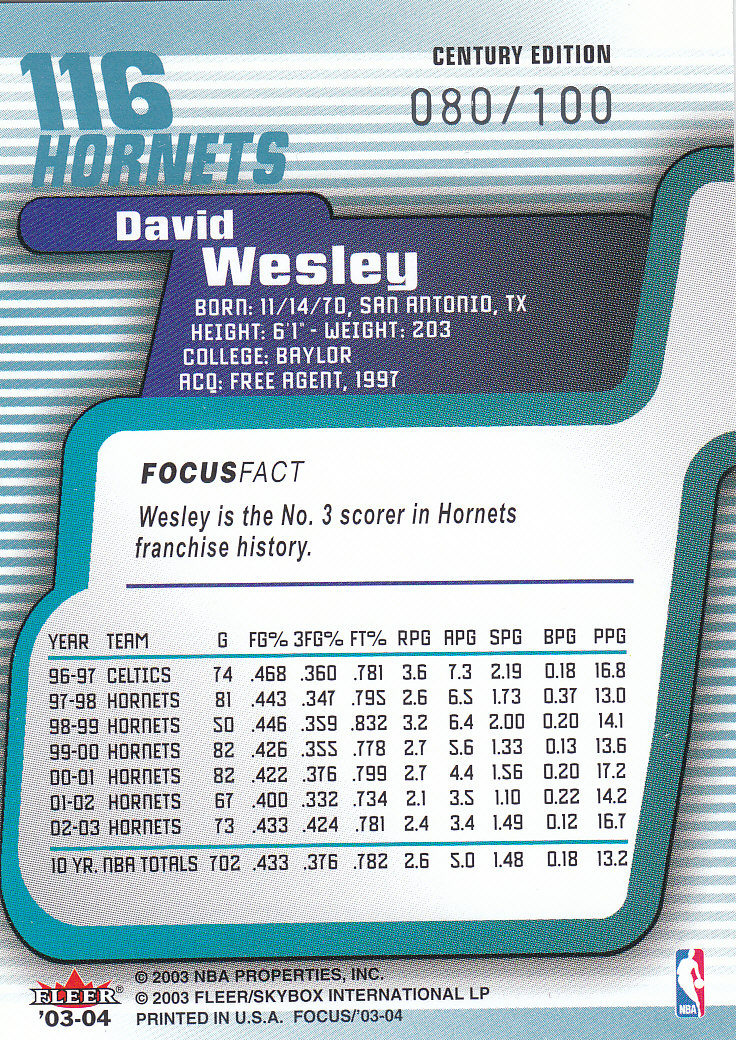 CENTURY EDITION
116
080/100
HORNETS
David
Wesley
BORN: 11/14/70, SAN ANTONIO, TX
HEIGHT: 6'1" - WEIGHT: 203
COLLEGE: BAYLOR
ACQ: FREE AGENT, 1997
FOCUSFACT
Wesley is the No. 3 scorer in Hornets
franchise history.
YEAR TEAM G FG% 3FG% FT% RPG APG SPG BPG PPG
96-97 CELTICS 74 .468 .360 .781 3.6 7.3 2.19 0.18 16.8
97-98 HORNETS 81 .443 .347 .795 2.6 6.5 1.73 0.37 13.0
98-99 HORNETS 50 .446 .359 .832 3.2 6.4 2.00 0.20 14.1
99-00 HORNETS 82 .426 .355 .778 2.7 5.6 1.33 0.13 13.6
00-01 HORNETS 82 .422 .376 .799 2.7 4.4 1.56 0.20 17.2
01-02 HORNETS 67 .400 .332 .734 2.1 3.5 1.10 0.22 14.2
02-03 HORNETS 73 .433 .424 .781 2.4 3.4 1.49 0.12 16.7
10 YR. NBA TOTALS 702 .433 .376 .782 2.6 5.0 1.48 0.18 13.2
FLEER®
'03-04
© 2003 NBA PROPERTIES, INC.
© 2003 FLEER/SKYBOX INTERNATIONAL LP
PRINTED IN U.S.A. FOCUS/'03-04
NBA